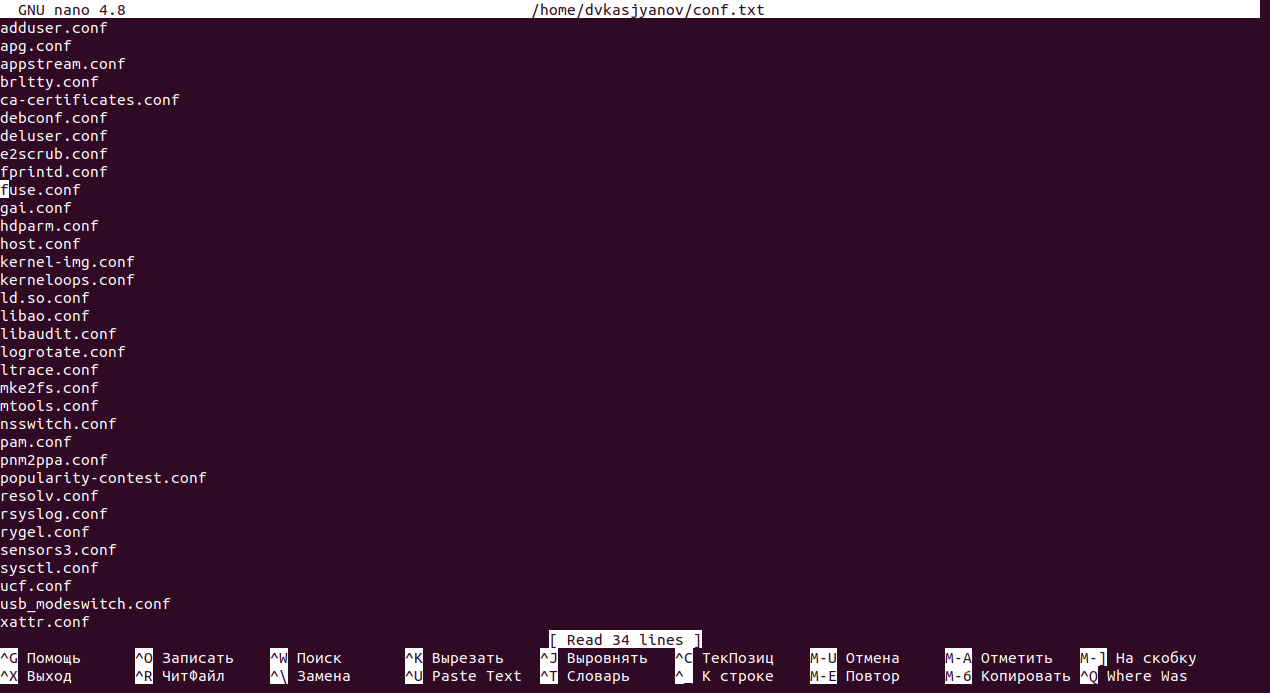 GNU nano 4.8 /home/dvkasjyanov/conf.txt
adduser.conf
apg.conf
appstream.conf
brltty.conf
ca-certificates.conf
debconf.conf
deluser.conf
e2scrub.conf
fprintd.conf
fuse.conf
gai.conf
hdparm.conf
host.conf
kernel-img.conf
kerneloops.conf
ld.so.conf
libao.conf
libaudit.conf
logrotate.conf
ltrace.conf
mke2fs.conf
mtools.conf
nsswitch.conf
pam.conf
pnm2ppa.conf
popularity-contest.conf
resolv.conf
rsyslog.conf
rygel.conf
sensors3.conf
sysctl.conf
ucf.conf
usb_modeswitch.conf
xattr.conf
[ Read 34 lines ]
^G Помощь ^O Записать ^W Поиск ^K Вырезать ^J Выровнять ^C ТекПозиц M-U Отмена M-A Отметить M-] На скобку
^X Выход ^R ЧитФайл ^\ Замена ^U Paste Text ^T Словарь ^_ К строке M-E Повтор M-6 Копировать ^Q Where Was